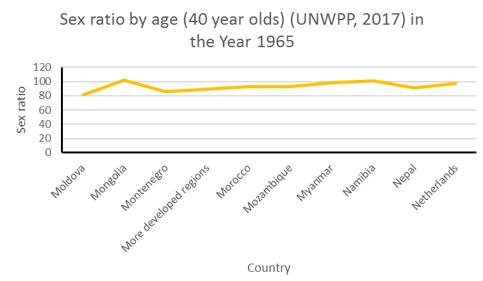 Sex ratio by age (40 year olds) (UNWPP, 2017) in
the Year 1965
120
100
80
60
40
20
0
Sex ratio
Moldova
Mongolia
Montenegro
More developed regions
Morocco
Mozambique
Myanmar
Namibia
Nepal
Netherlands
Country